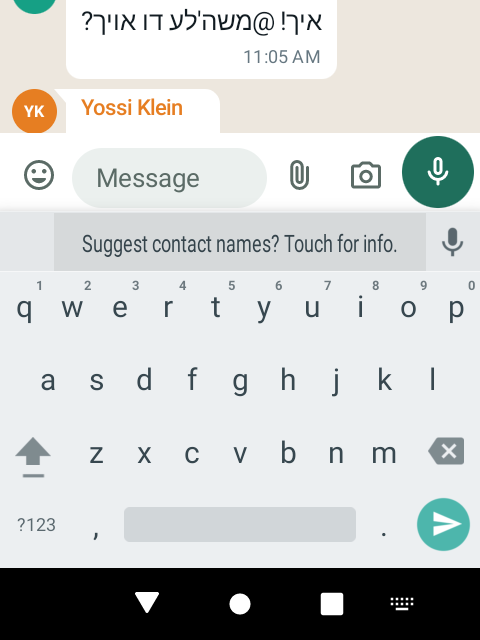 איך! @משה'לע דו אויך?
11:05 AM
YK
Yossi Klein
Message
Suggest contact names? Touch for info.
1 2 3 4 5 6 7 8 9 0
q w e r t y u i o p
a s d f g h j k l
z x c v b n m
?123 , .